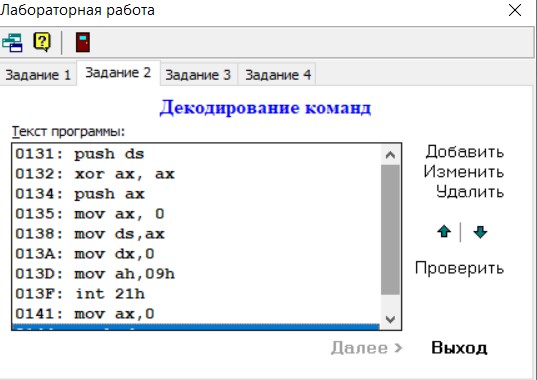 Лабораторная работа
Задание 1 Задание 2 Задание 3 Задание 4
Декодирование команд
Текст программы:
0131: push ds
0132: xor ax, ax
0134: push ax
0135: mov ax, 0
0138: mov ds,ax
013A: mov dx,0
013D: mov ah,09h
013F: int 21h
0141: mov ax,0
Добавить
Изменить
Удалить
Проверить
Далее >
Выход